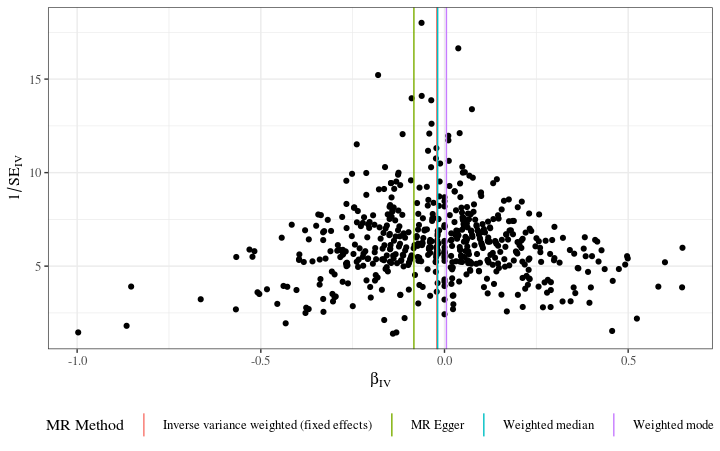 15
10
5
1/SE_IV
-1.0 -0.5 0.0 0.5
β_IV
MR Method Inverse variance weighted (fixed effects) MR Egger Weighted median Weighted mode